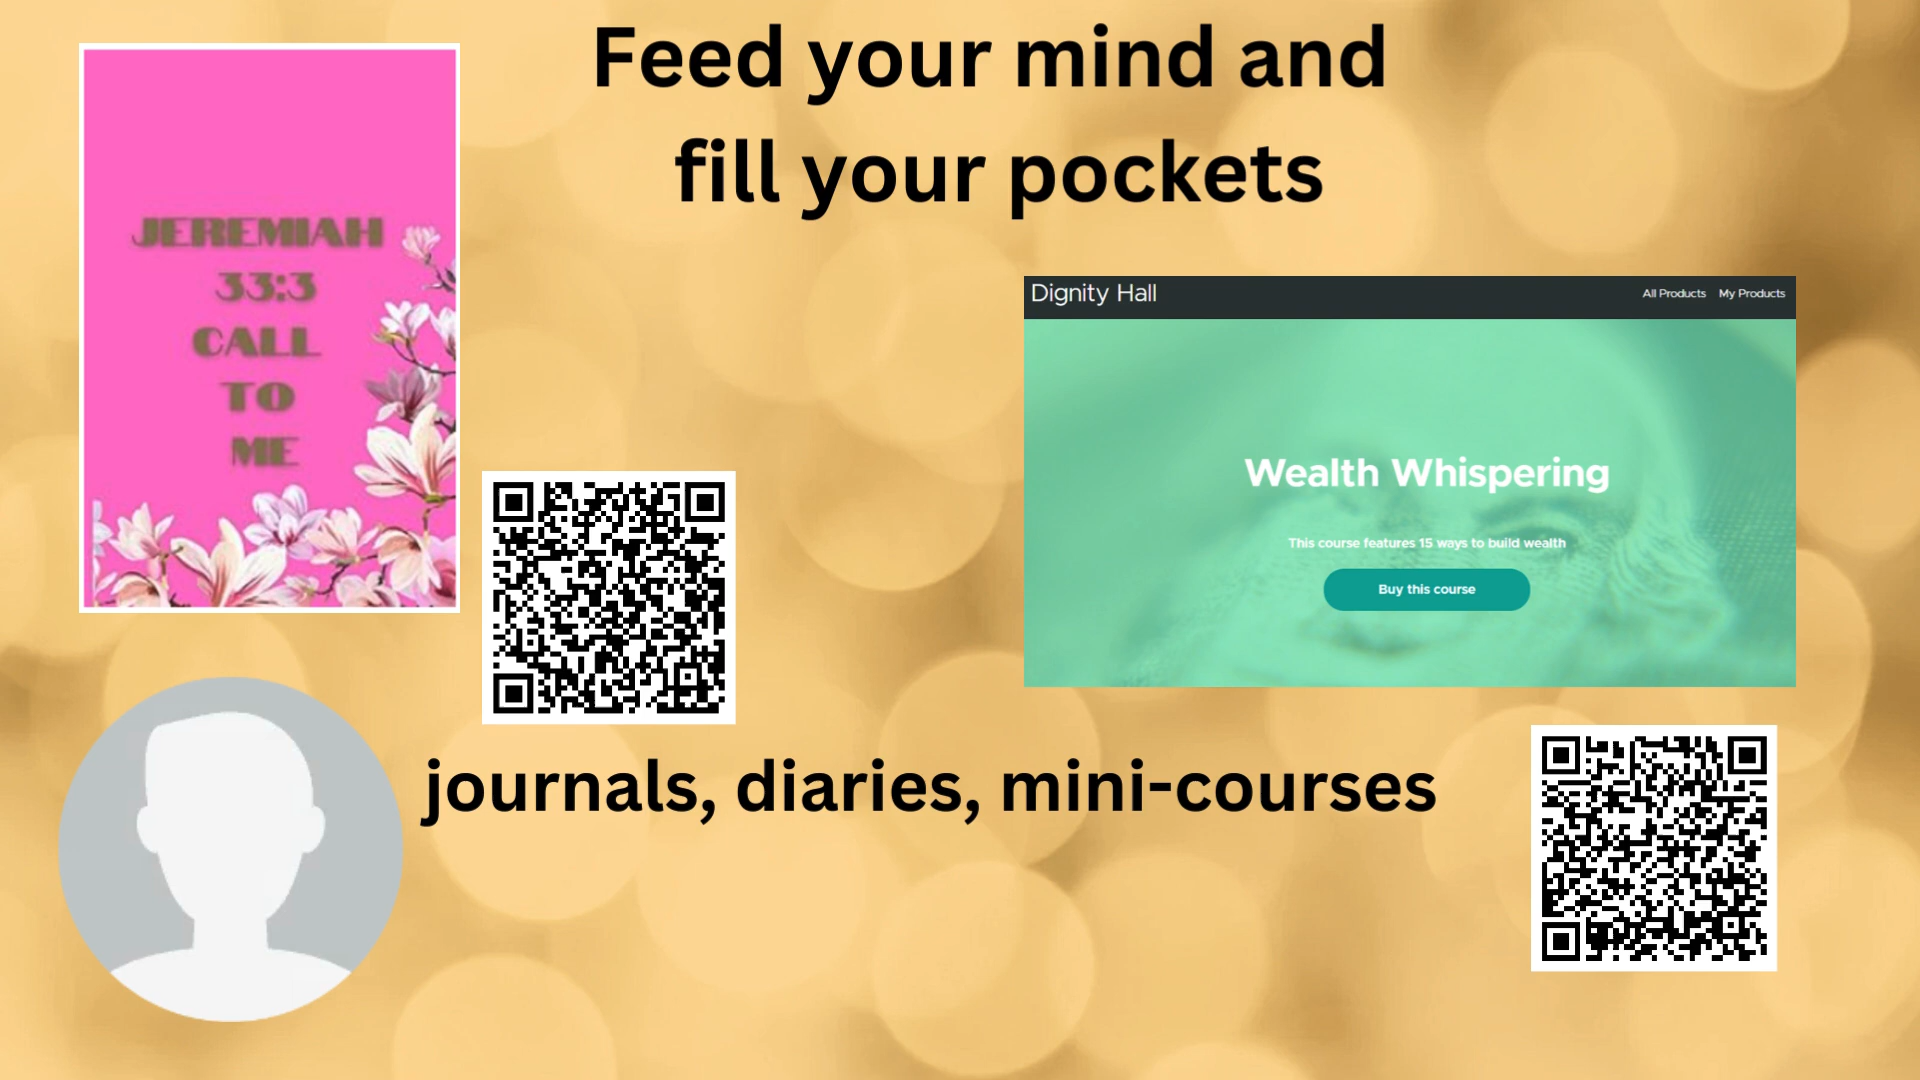 Feed your mind and
fill your pockets
JEREMIAH
33:3
CALL
TO
ME
Dignity Hall
All Products My Products
Wealth Whispering
This course features 15 ways to build wealth
Buy this course
journals, diaries, mini-courses